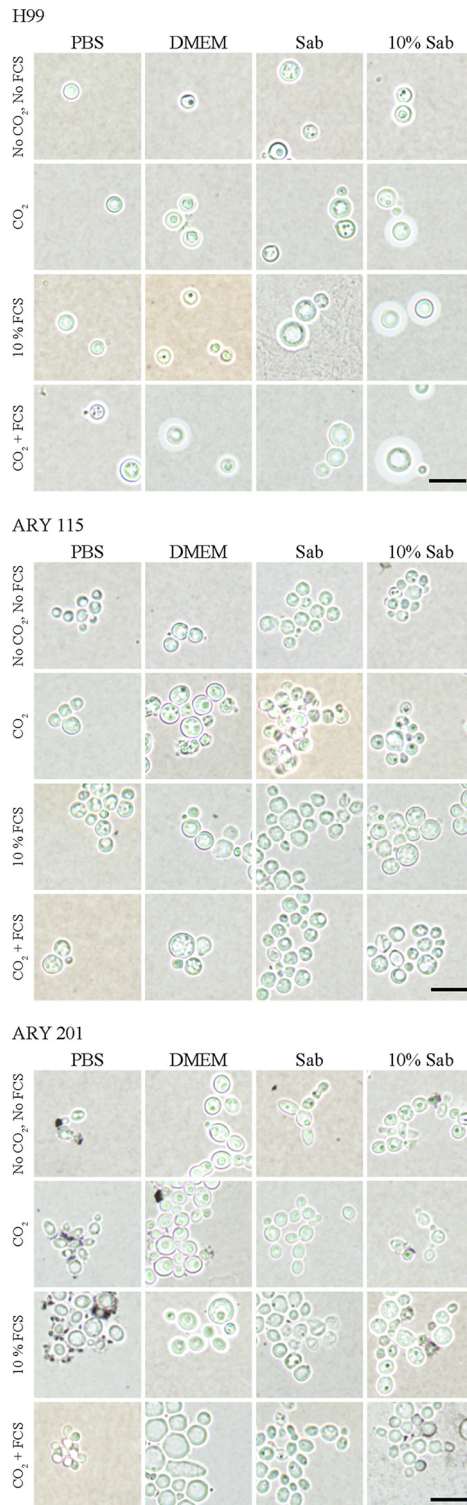 H99
PBS DMEM Sab 10% Sab
No CO₂, No FCS
CO₂
10 % FCS
CO₂ + FCS
ARY 115
PBS DMEM Sab 10% Sab
No CO₂, No FCS
CO₂
10 % FCS
CO₂ + FCS
ARY 201
PBS DMEM Sab 10% Sab
No CO₂, No FCS
CO₂
10 % FCS
CO₂ + FCS